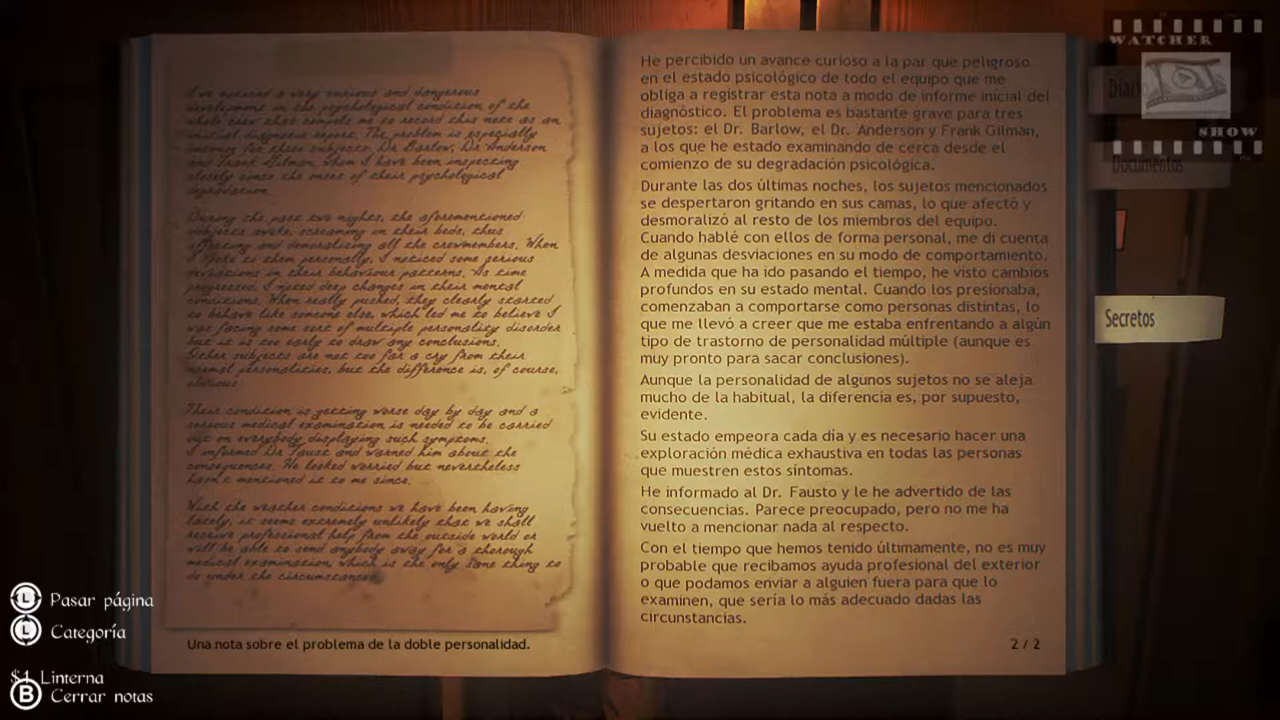 I've noticed a very curious and dangerous
development in the psychological condition of the
whole crew that compels me to record this note as an
initial diagnosis report. The problem is especially
for three subjects: Dr Barlow, Dr Anderson
and Frank Gilman, whom I have been inspecting
closely since the onset of their psychological
degradation.
During the past two nights, the aforementioned
subjects awoke, screaming in their beds, thus
affecting and demoralising all the crewmembers. When
I spoke to them personally, I noticed some serious
deviations in their behaviour patterns. As time
progressed, I noted deep changes in their mental
conditions. When really pushed, they clearly started
to behave like someone else, which led me to believe I
was facing some sort of multiple personality disorder
but it is too early to draw any conclusions.
Other subjects are not too far a cry from their
normal personalities, but the difference is, of course,
obvious.
Their condition is getting worse day by day and a
serious medical examination is needed to be carried
out on everybody displaying such symptoms.
I informed Dr Faust and warned him about the
consequences. He looked worried but nevertheless
hasn't mentioned it to me since.
With the weather conditions we have been having
lately, it seems extremely unlikely that we shall
receive professional help from the outside world or
will be able to send anybody away for a thorough
medical examination, which is the only sane thing to
do under the circumstances.
Una nota sobre el problema de la doble personalidad.
He percibido un avance curioso a la par que peligroso
en el estado psicológico de todo el equipo que me
obliga a registrar esta nota a modo de informe inicial del
diagnóstico. El problema es bastante grave para tres
sujetos: el Dr. Barlow, el Dr. Anderson y Frank Gilman,
a los que he estado examinando de cerca desde el
comienzo de su degradación psicológica.
Durante las dos últimas noches, los sujetos mencionados
se despertaron gritando en sus camas, lo que afectó y
desmoralizó al resto de los miembros del equipo.
Cuando hablé con ellos de forma personal, me di cuenta
de algunas desviaciones en su modo de comportamiento.
A medida que ha ido pasando el tiempo, he visto cambios
profundos en su estado mental. Cuando los presionaba,
comenzaban a comportarse como personas distintas, lo
que me llevó a creer que me estaba enfrentando a algún
tipo de trastorno de personalidad múltiple (aunque es
muy pronto para sacar conclusiones).
Aunque la personalidad de algunos sujetos no se aleja
mucho de la habitual, la diferencia es, por supuesto,
evidente.
Su estado empeora cada día y es necesario hacer una
exploración médica exhaustiva en todas las personas
que muestren estos síntomas.
He informado al Dr. Fausto y le he advertido de las
consecuencias. Parece preocupado, pero no me ha
vuelto a mencionar nada al respecto.
Con el tiempo que hemos tenido últimamente, no es muy
probable que recibamos ayuda profesional del exterior
o que podamos enviar a alguien fuera para que lo
examinen, que sería lo más adecuado dadas las
circunstancias.
2 / 2
WATCHER
SHOW
Documentos
Secretos
L Pasar página
L Categoría
$1 Linterna
B Cerrar notas